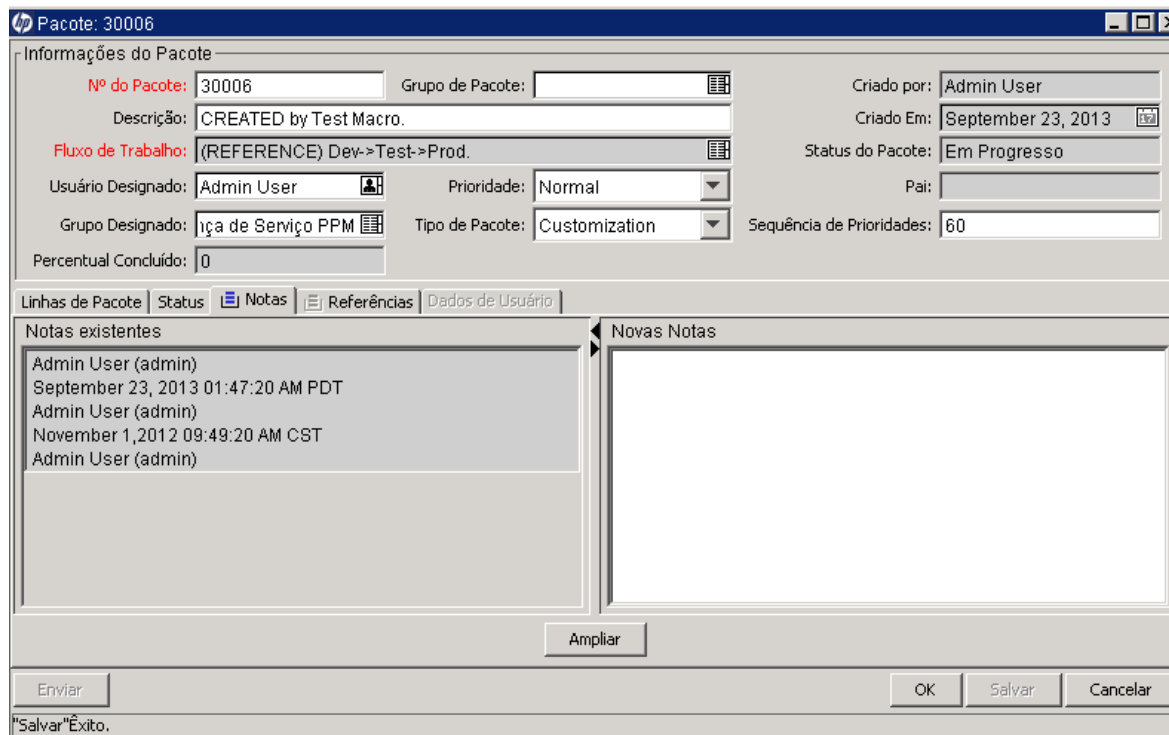 hp Pacote: 30006
Informações do Pacote
Nº do Pacote: 30006 Grupo de Pacote: Criado por: Admin User
Descrição: CREATED by Test Macro. Criado Em: September 23, 2013 17
Fluxo de Trabalho: (REFERENCE) Dev->Test->Prod. Status do Pacote: Em Progresso
Usuário Designado: Admin User Prioridade: Normal Pai:
Grupo Designado: nça de Serviço PPM Tipo de Pacote: Customization Sequência de Prioridades: 60
Percentual Concluído: 0
Linhas de Pacote Status Notas Referências Dados de Usuário
Notas existentes Novas Notas
Admin User (admin)
September 23, 2013 01:47:20 AM PDT
Admin User (admin)
November 1,2012 09:49:20 AM CST
Admin User (admin)
Ampliar
Enviar OK Salvar Cancelar
"Salvar"Êxito.